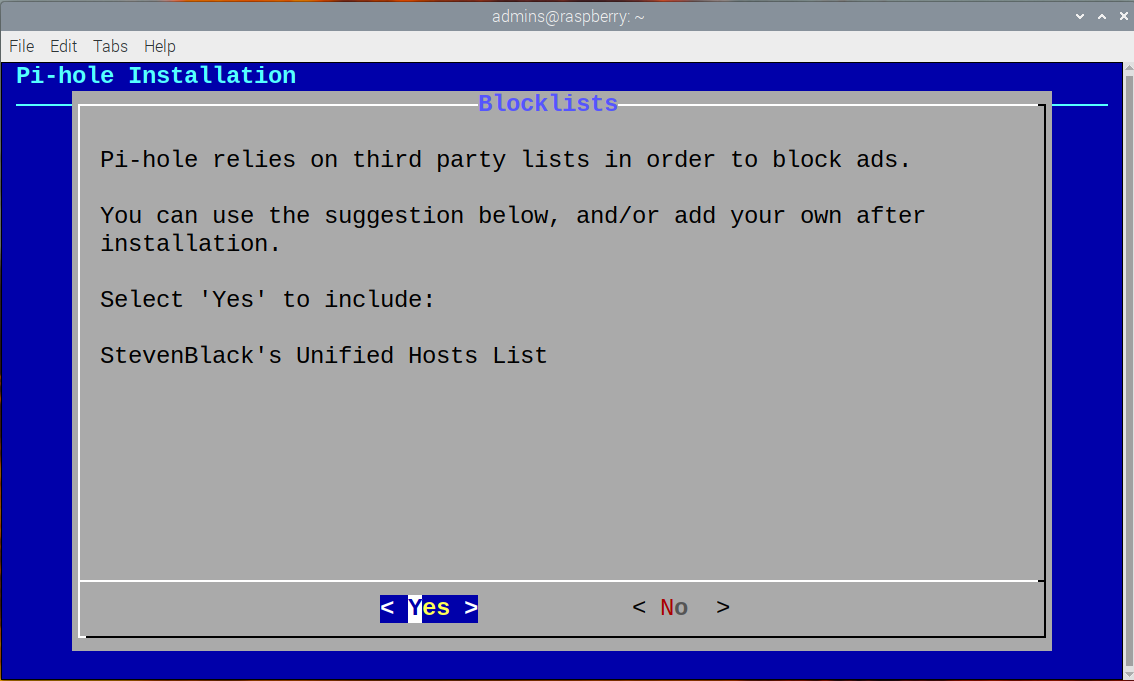 admins@raspberry: ~
File Edit Tabs Help
Pi-hole Installation
Blocklists
Pi-hole relies on third party lists in order to block ads.
You can use the suggestion below, and/or add your own after
installation.
Select 'Yes' to include:
StevenBlack's Unified Hosts List
< Yes > < No >